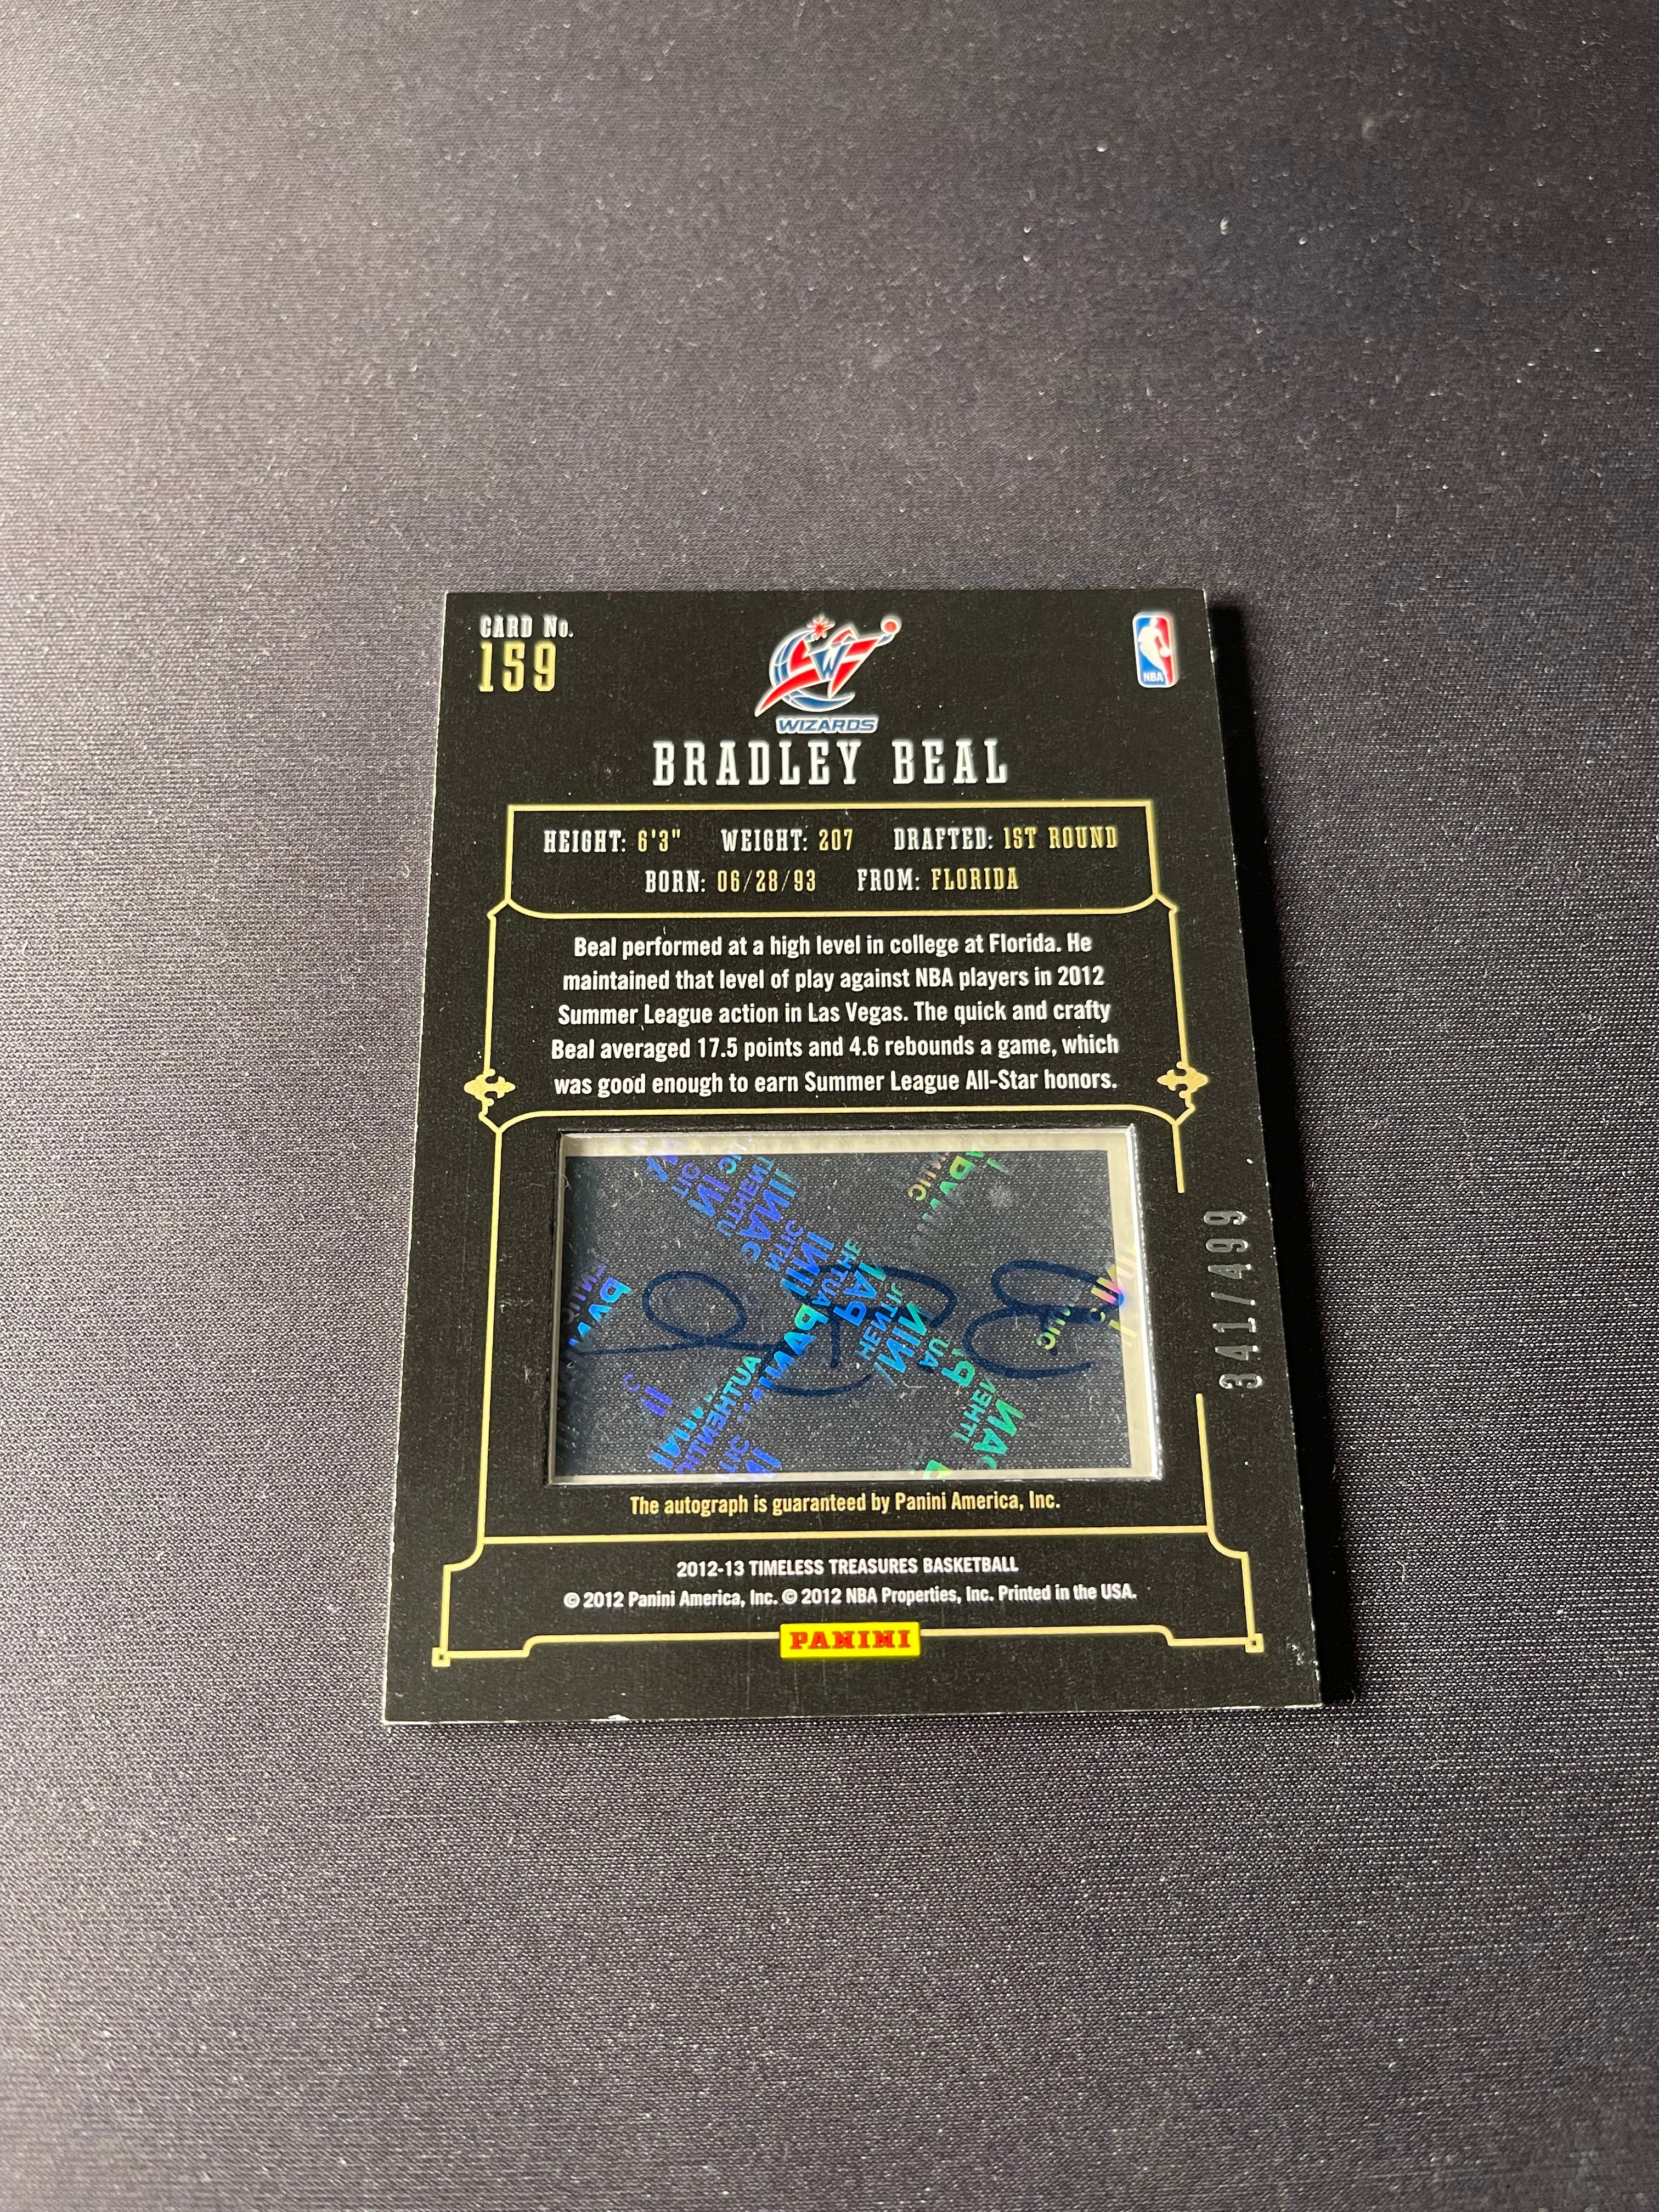 CARD No.
159
WIZARDS
NBA
BRADLEY BEAL
HEIGHT: 6'3" WEIGHT: 207 DRAFTED: 1ST ROUND
BORN: 06/28/93 FROM: FLORIDA
Beal performed at a high level in college at Florida. He
maintained that level of play against NBA players in 2012
Summer League action in Las Vegas. The quick and crafty
Beal averaged 17.5 points and 4.6 rebounds a game, which
was good enough to earn Summer League All-Star honors.
341/499
The autograph is guaranteed by Panini America, Inc.
2012-13 TIMELESS TREASURES BASKETBALL
© 2012 Panini America, Inc. © 2012 NBA Properties, Inc. Printed in the USA.
PANINI